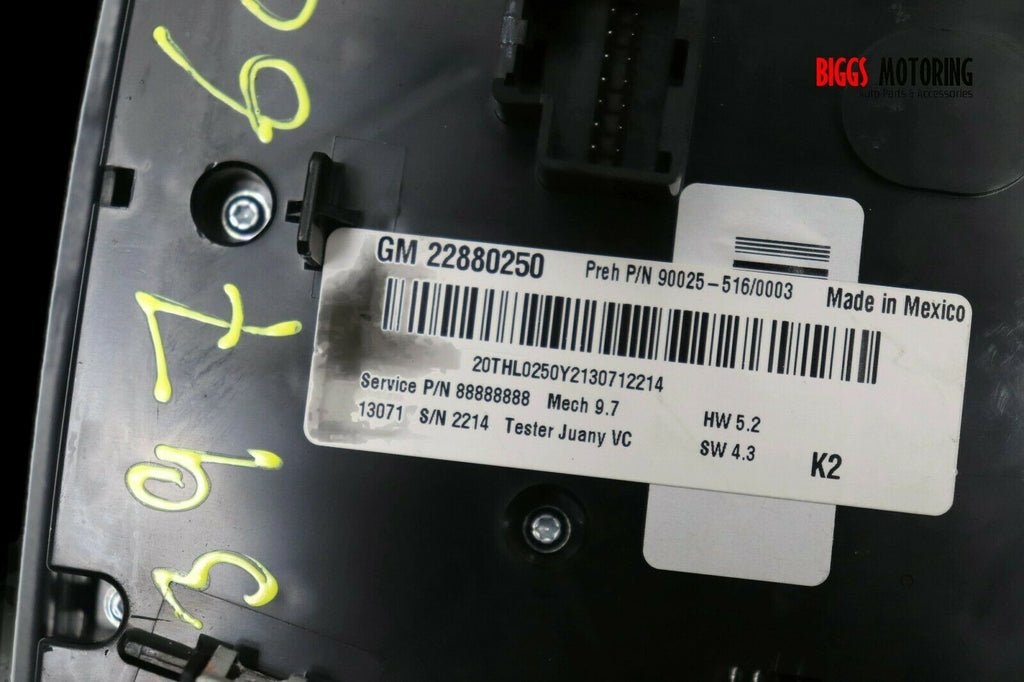 BIGGS MOTORING
Auto Parts & Accessories
GM 22880250 Preh P/N 90025-516/0003 Made in Mexico
20THL0250Y2130712214
Service P/N 88888888 Mech 9.7 HW 5.2
13071 S/N 2214 Tester Juany VC SW 4.3 K2